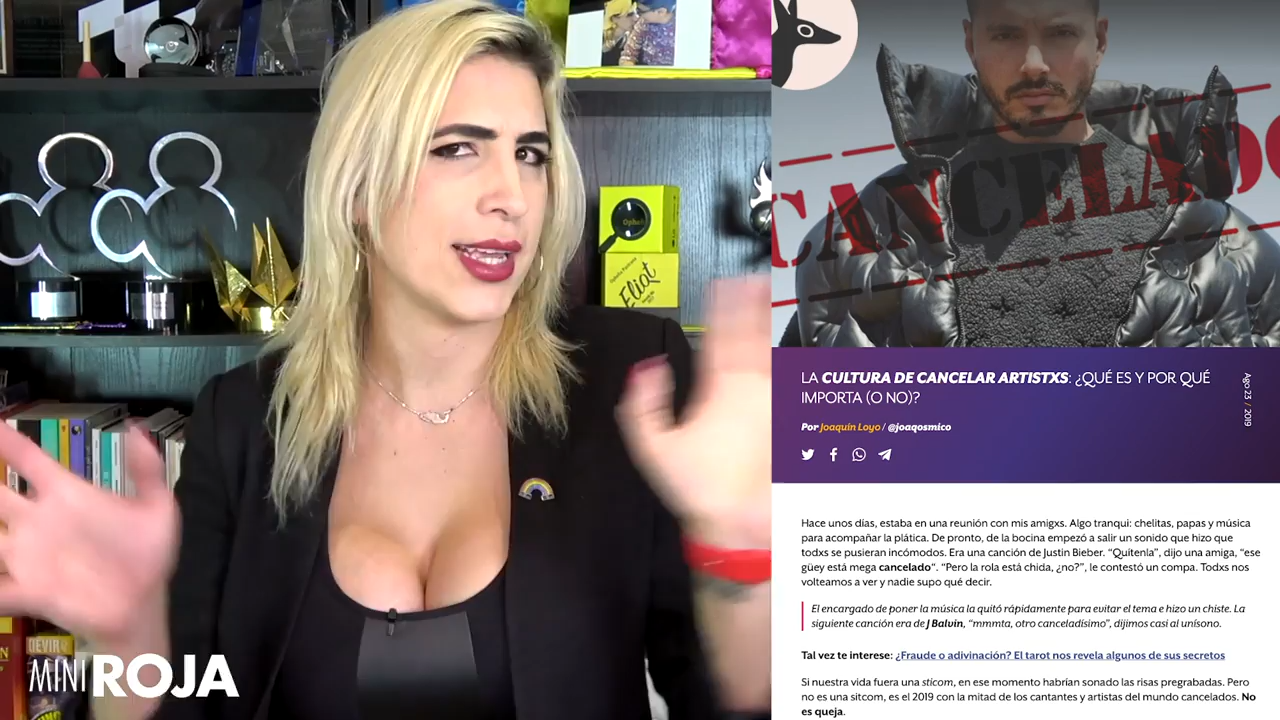 Ophelia
Eliat
DEVIR
MINI ROJA
CANCELADO
LA CULTURA DE CANCELAR ARTISTXS: ¿QUÉ ES Y POR QUÉ
IMPORTA (O NO)?
Ago 23 / 2019
Por Joaquín Loyo / @joaqosmico
Hace unos días, estaba en una reunión con mis amigxs. Algo tranqui: chelitas, papas y música
para acompañar la plática. De pronto, de la bocina empezó a salir un sonido que hizo que
todxs se pusieran incómodos. Era una canción de Justin Bieber. “Quítenla”, dijo una amiga, “ese
güey está mega cancelado“. “Pero la rola está chida, ¿no?”, le contestó un compa. Todxs nos
volteamos a ver y nadie supo qué decir.
El encargado de poner la música la quitó rápidamente para evitar el tema e hizo un chiste. La
siguiente canción era de J Balvin, “mmmta, otro canceladísimo”, dijimos casi al unísono.
Tal vez te interese: ¿Fraude o adivinación? El tarot nos revela algunos de sus secretos
Si nuestra vida fuera una sticom, en ese momento habrían sonado las risas pregrabadas. Pero
no es una sitcom, es el 2019 con la mitad de los cantantes y artistas del mundo cancelados. No
es queja.